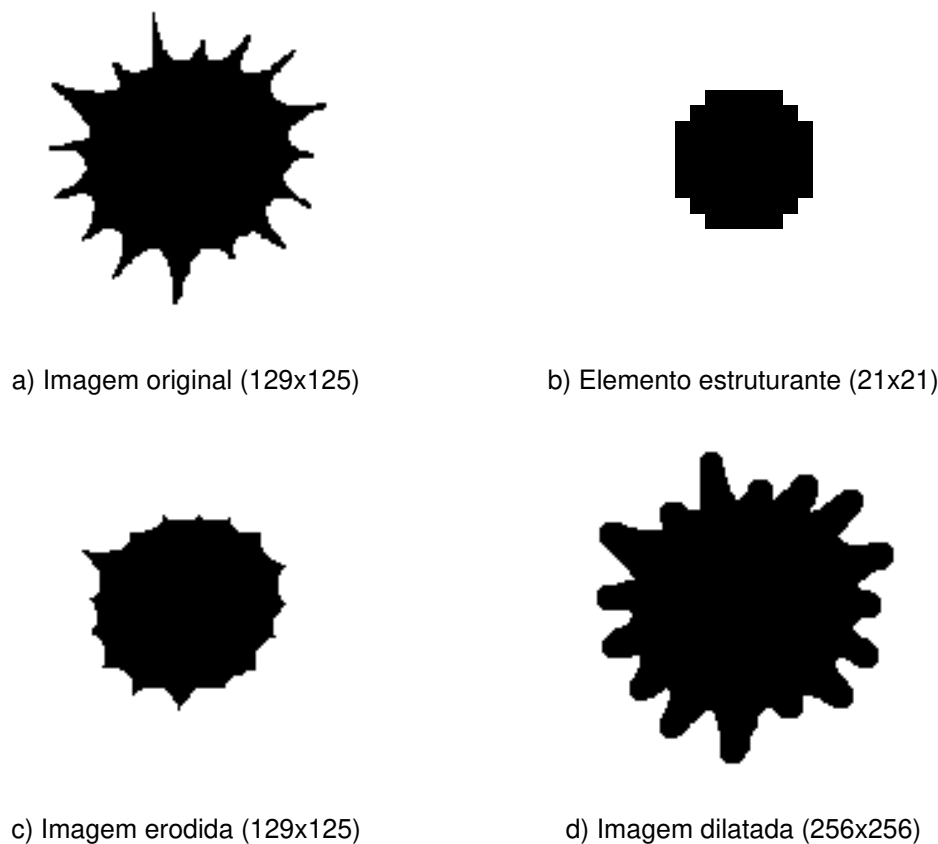 a) Imagem original (129x125)
b) Elemento estruturante (21x21)
c) Imagem erodida (129x125)
d) Imagem dilatada (256x256)